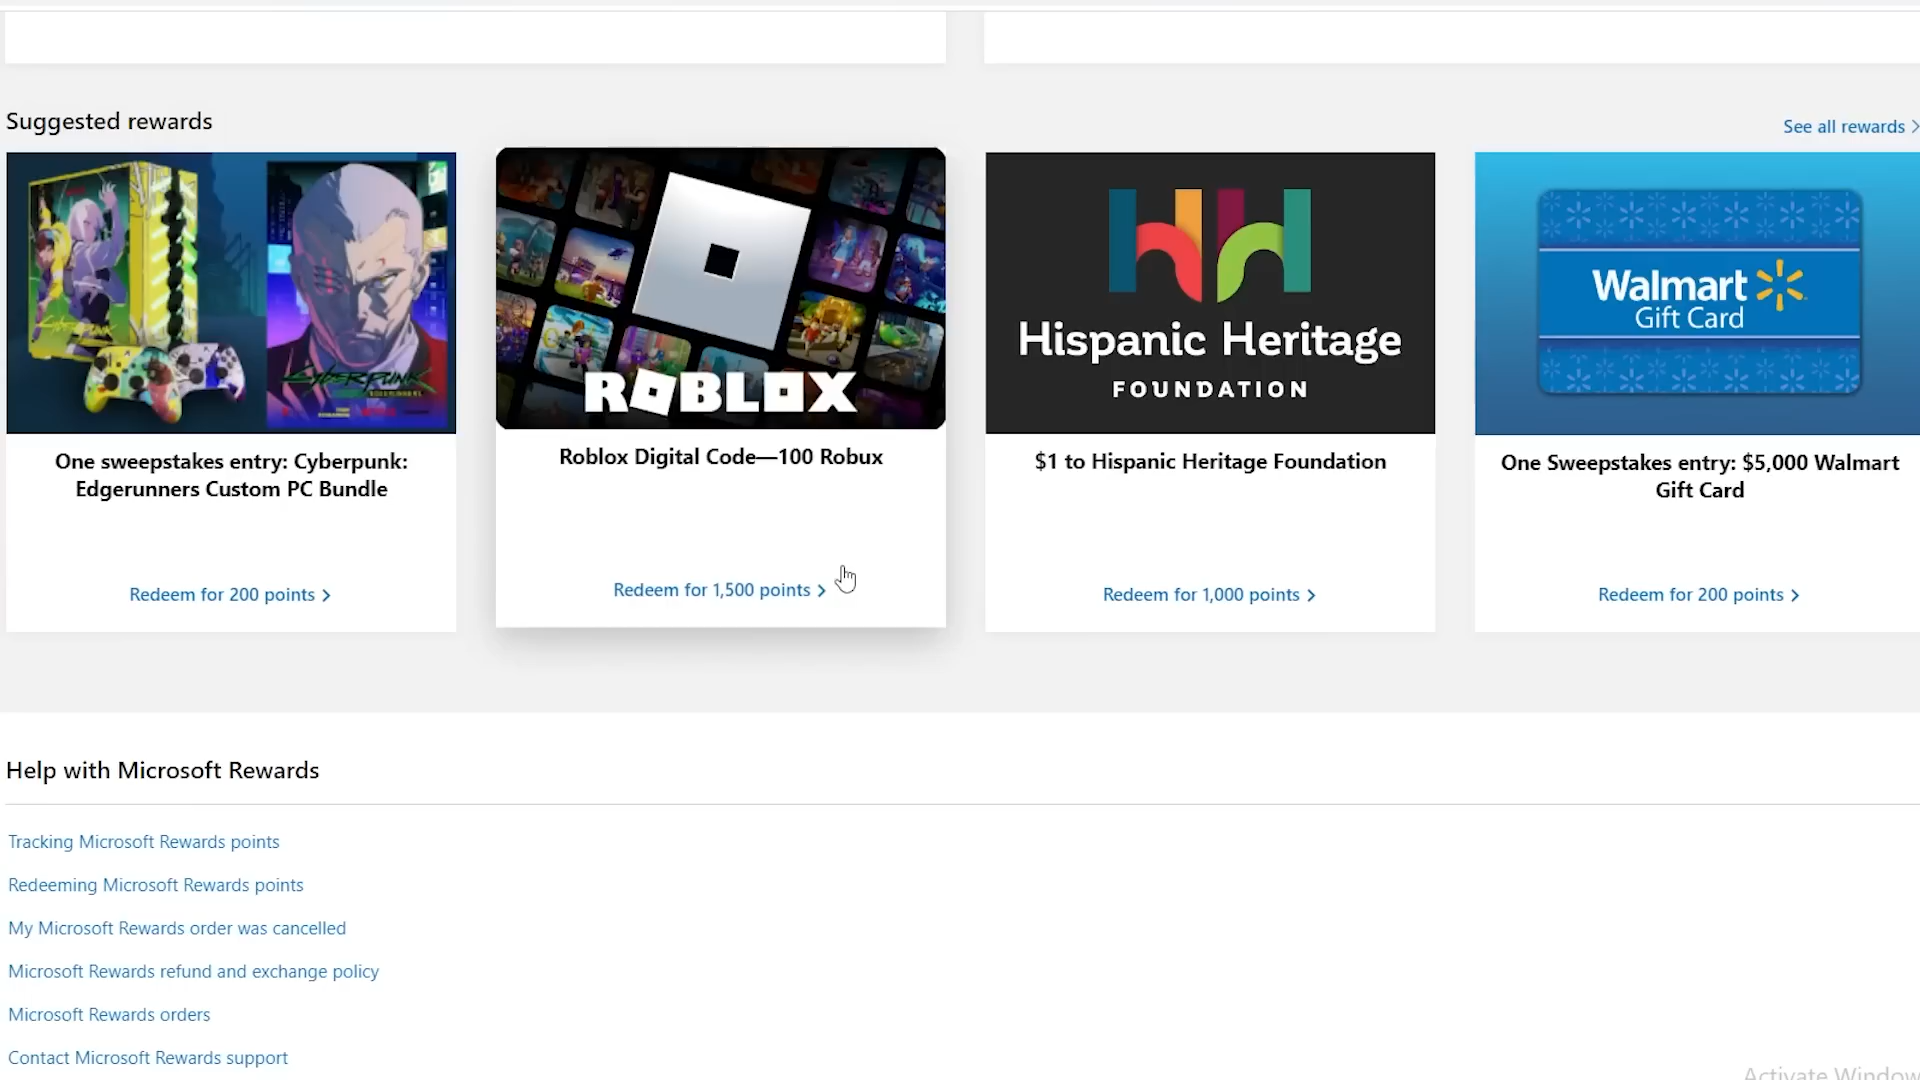 Suggested rewards
See all rewards
CYBERPUNK
ROBLOX
Hispanic Heritage
FOUNDATION
Walmart
Gift Card
One sweepstakes entry: Cyberpunk:
Edgerunners Custom PC Bundle
Roblox Digital Code—100 Robux
$1 to Hispanic Heritage Foundation
One Sweepstakes entry: $5,000 Walmart
Gift Card
Redeem for 200 points
Redeem for 1,500 points
Redeem for 1,000 points
Redeem for 200 points
Help with Microsoft Rewards
Tracking Microsoft Rewards points
Redeeming Microsoft Rewards points
My Microsoft Rewards order was cancelled
Microsoft Rewards refund and exchange policy
Microsoft Rewards orders
Contact Microsoft Rewards support
Activate Window